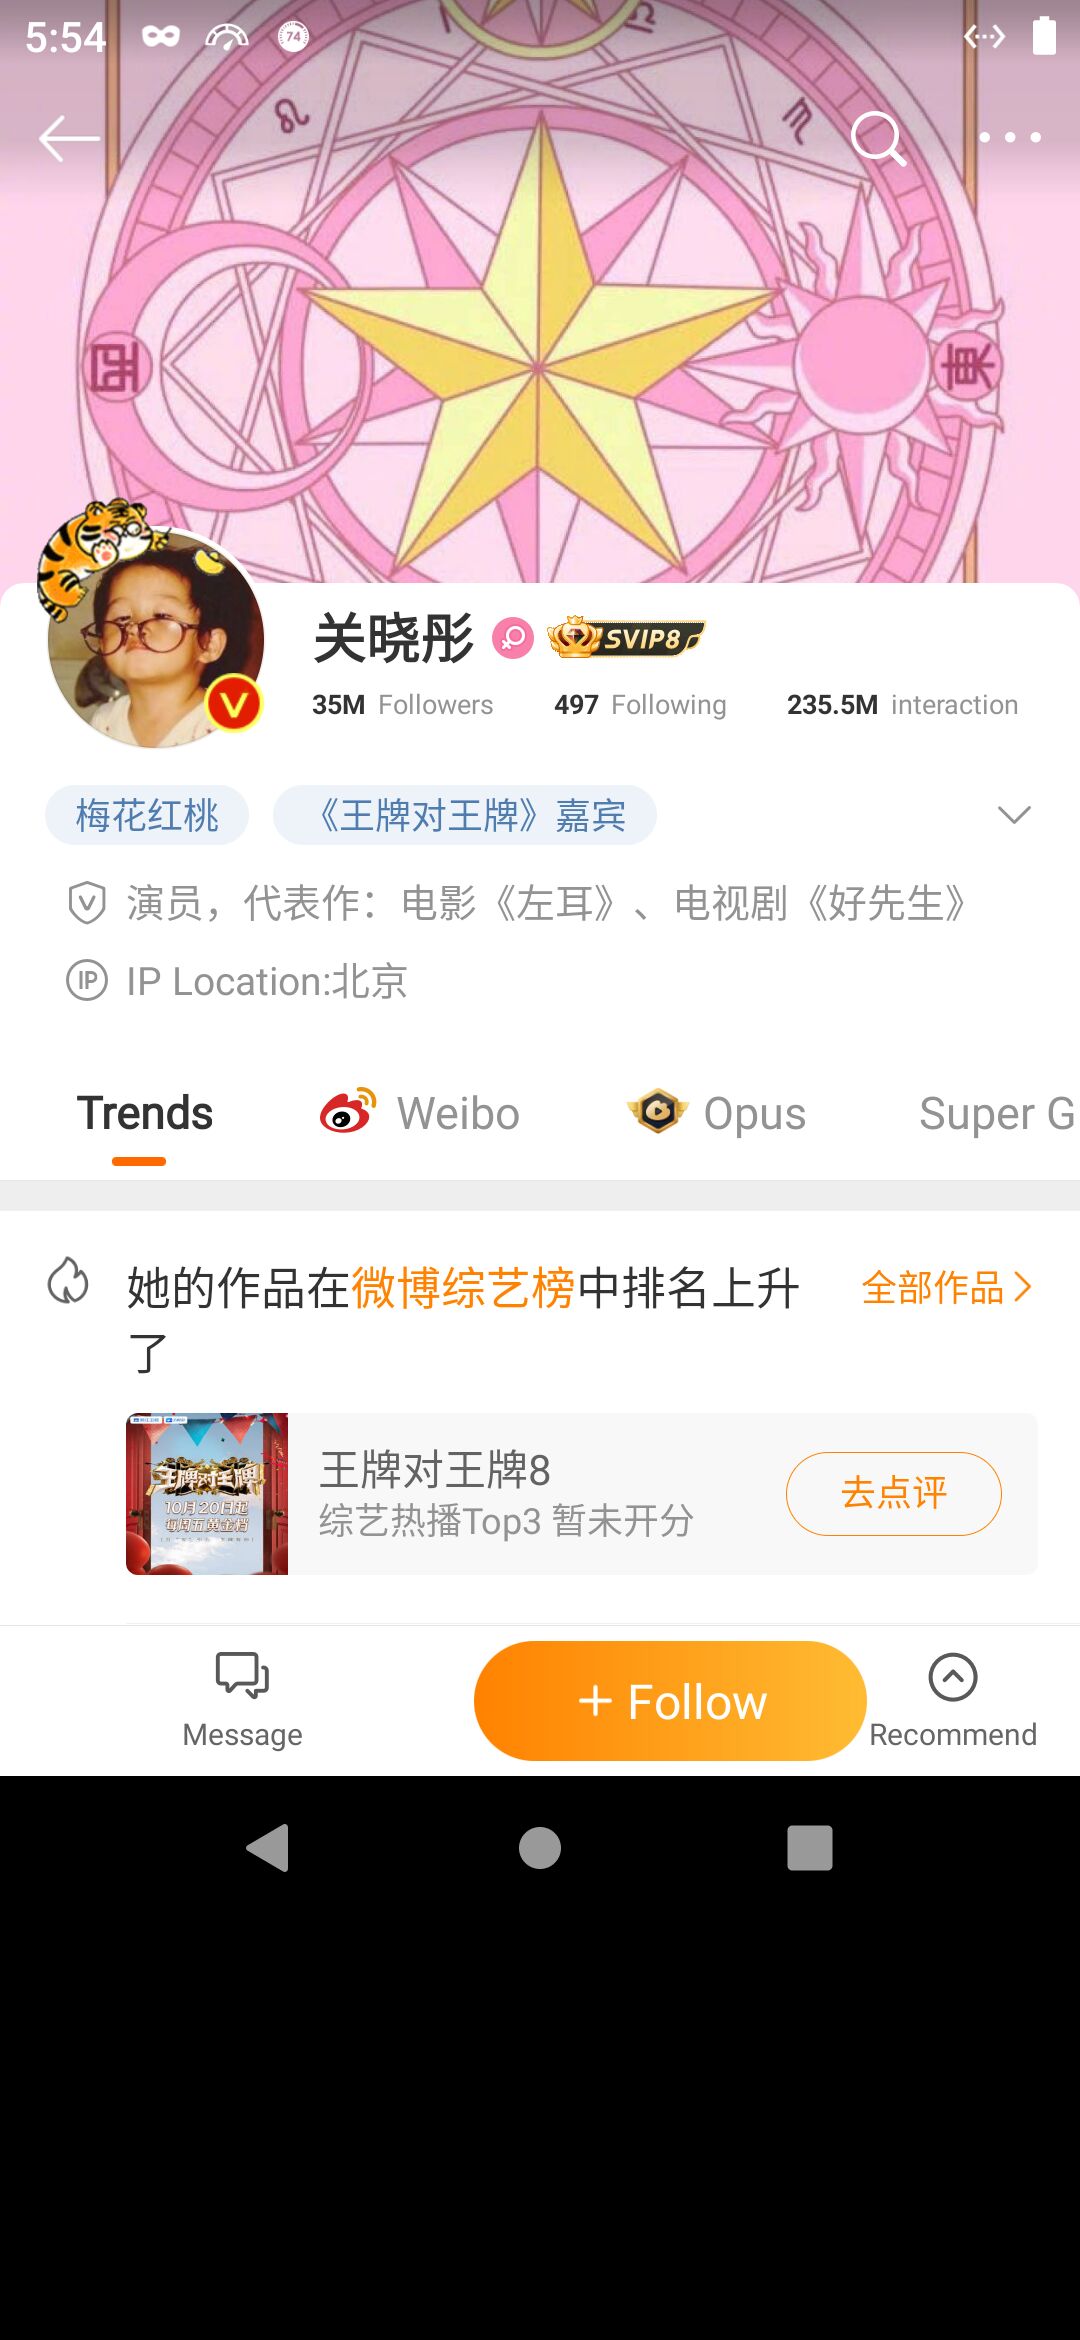 5:54
74
西
東
关晓彤 SVIP8
35M Followers 497 Following 235.5M interaction
梅花红桃 《王牌对王牌》嘉宾
演员，代表作：电影《左耳》、电视剧《好先生》
IP IP Location:北京
Trends Weibo Opus Super G
她的作品在微博综艺榜中排名上升 全部作品
了
王牌对王牌
10月20日起
每周五黄金档
王牌对王牌8
综艺热播Top3 暂未开分
去点评
Message + Follow Recommend